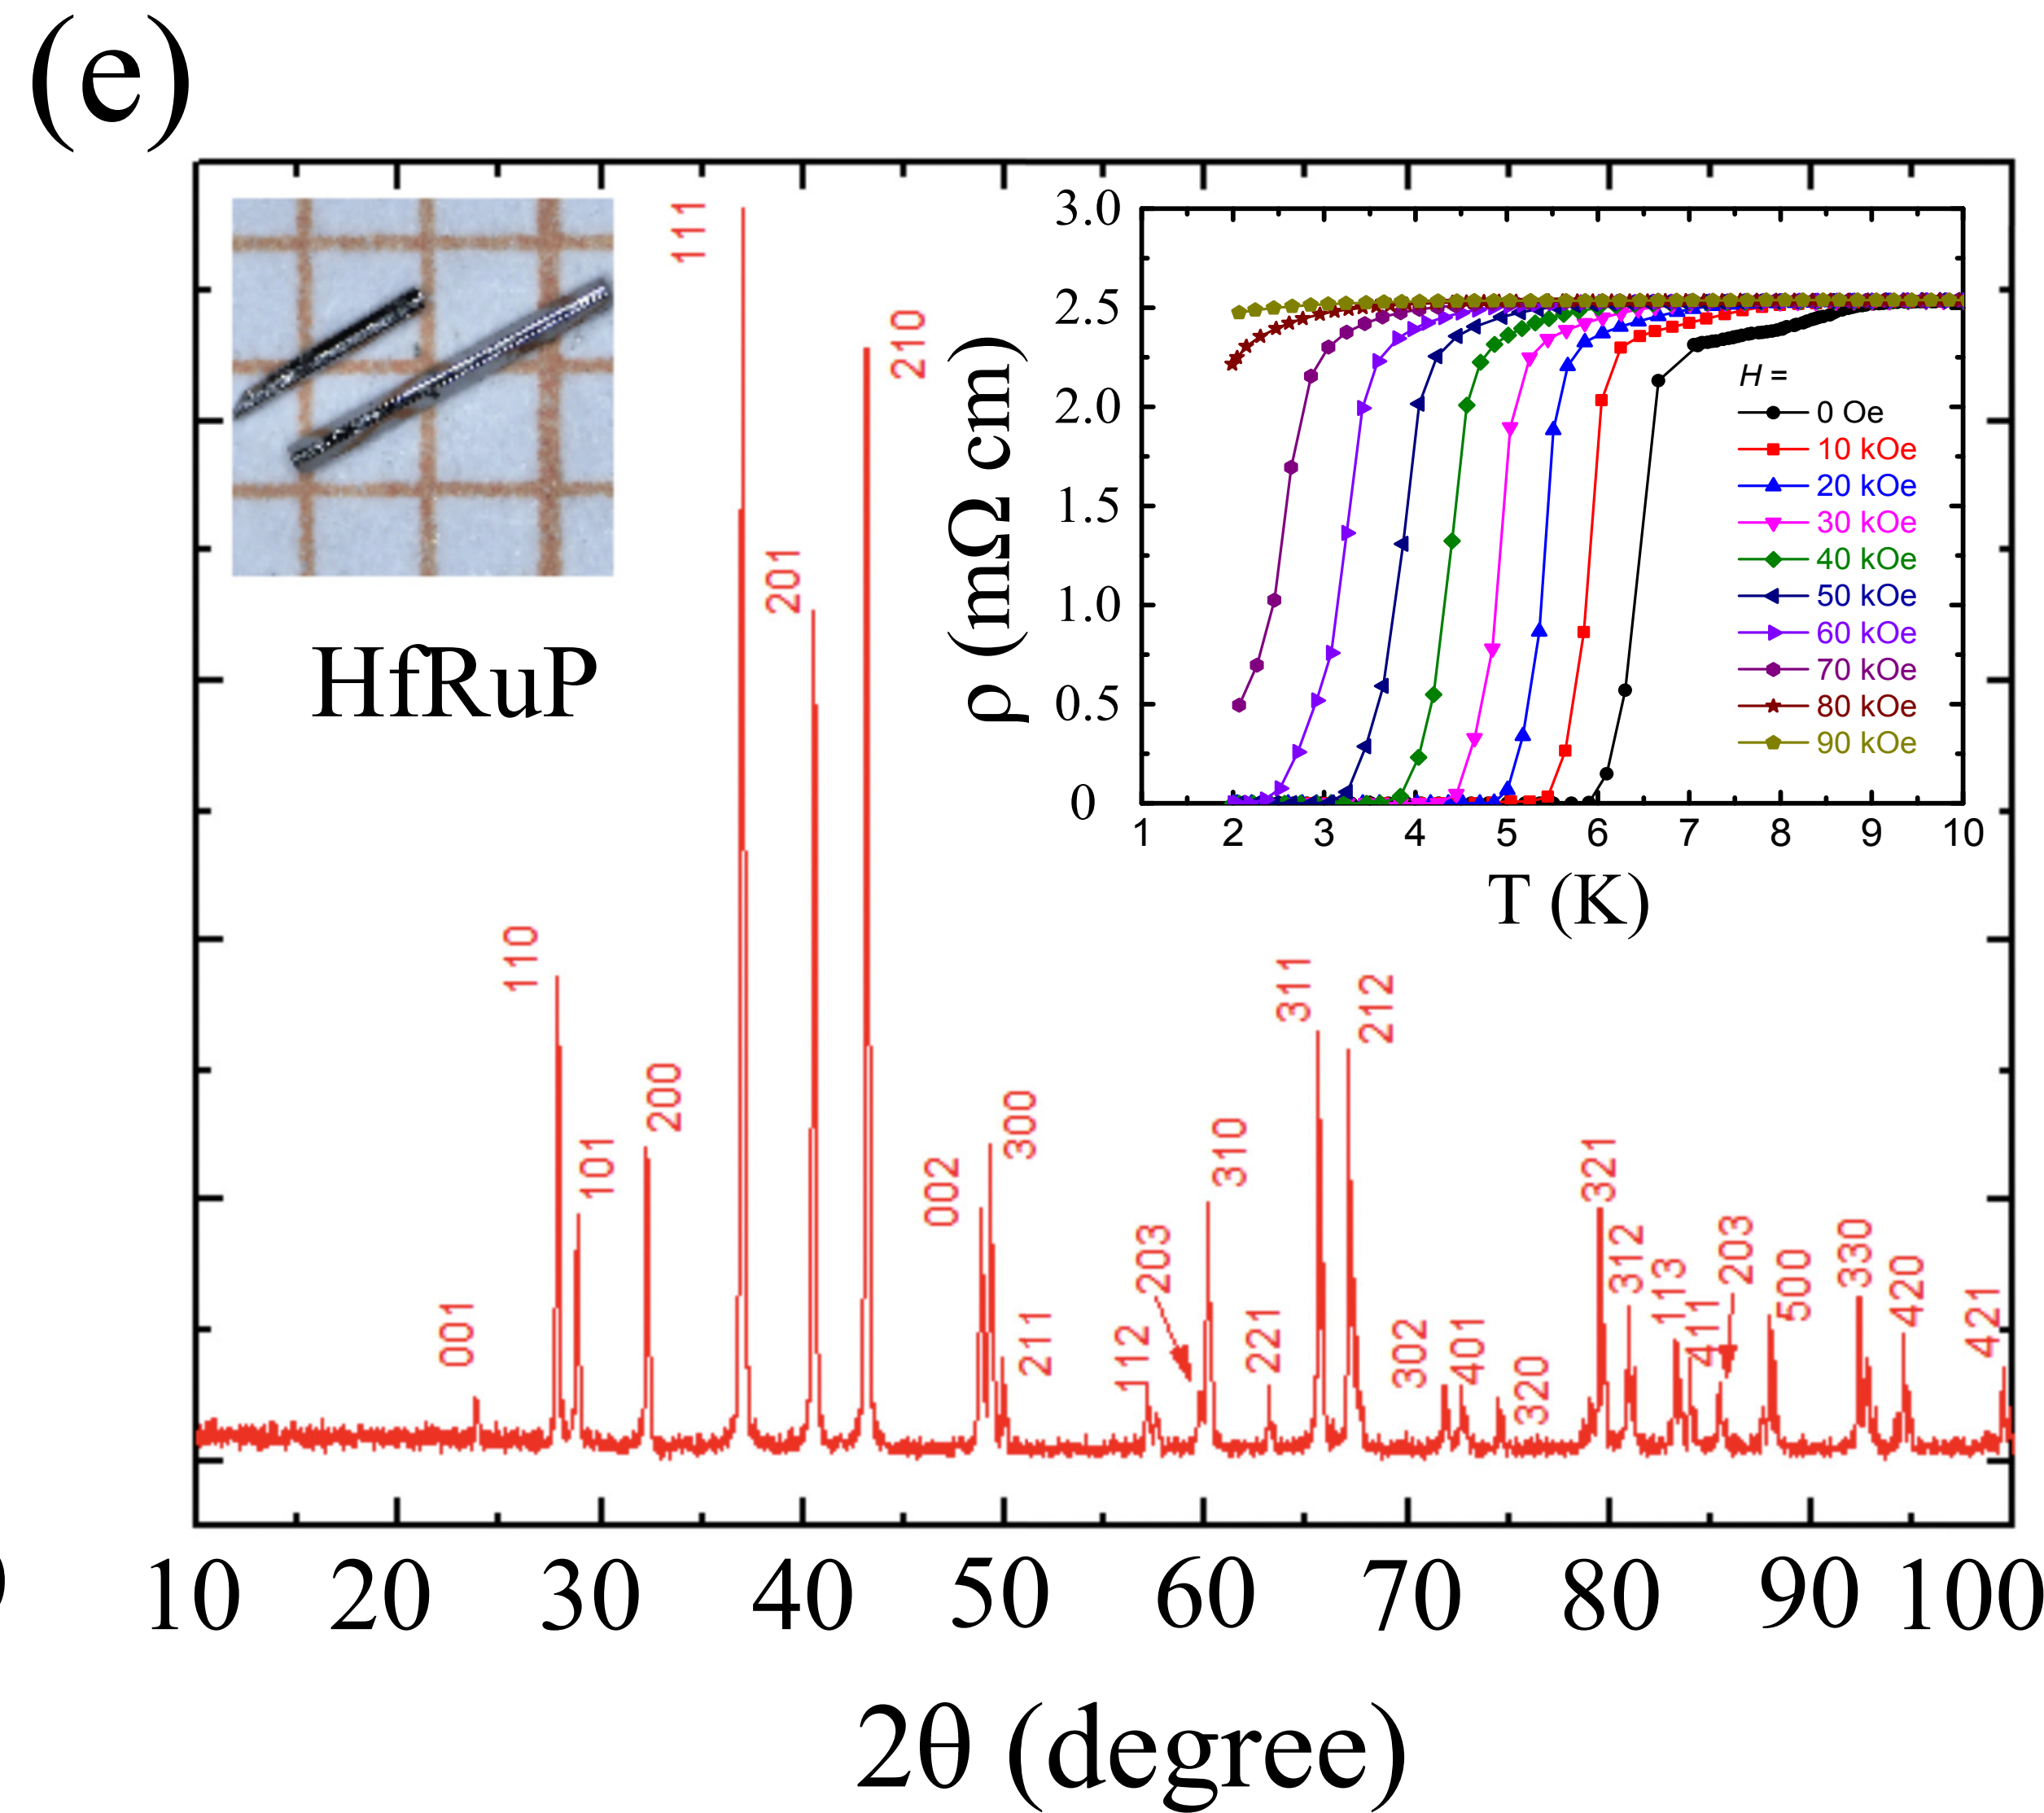 (e)
111
210
201
HfRuP
110
101
200
001
002
300
211
112
203
310
221
311
212
302
401
320
321
312
113
411
203
500
330
420
421
3.0
2.5
2.0
1.5
1.0
0.5
0
ρ (mΩ cm)
H =
0 Oe
10 kOe
20 kOe
30 kOe
40 kOe
50 kOe
60 kOe
70 kOe
80 kOe
90 kOe
1 2 3 4 5 6 7 8 9 10
T (K)
10 20 30 40 50 60 70 80 90 100
2θ (degree)